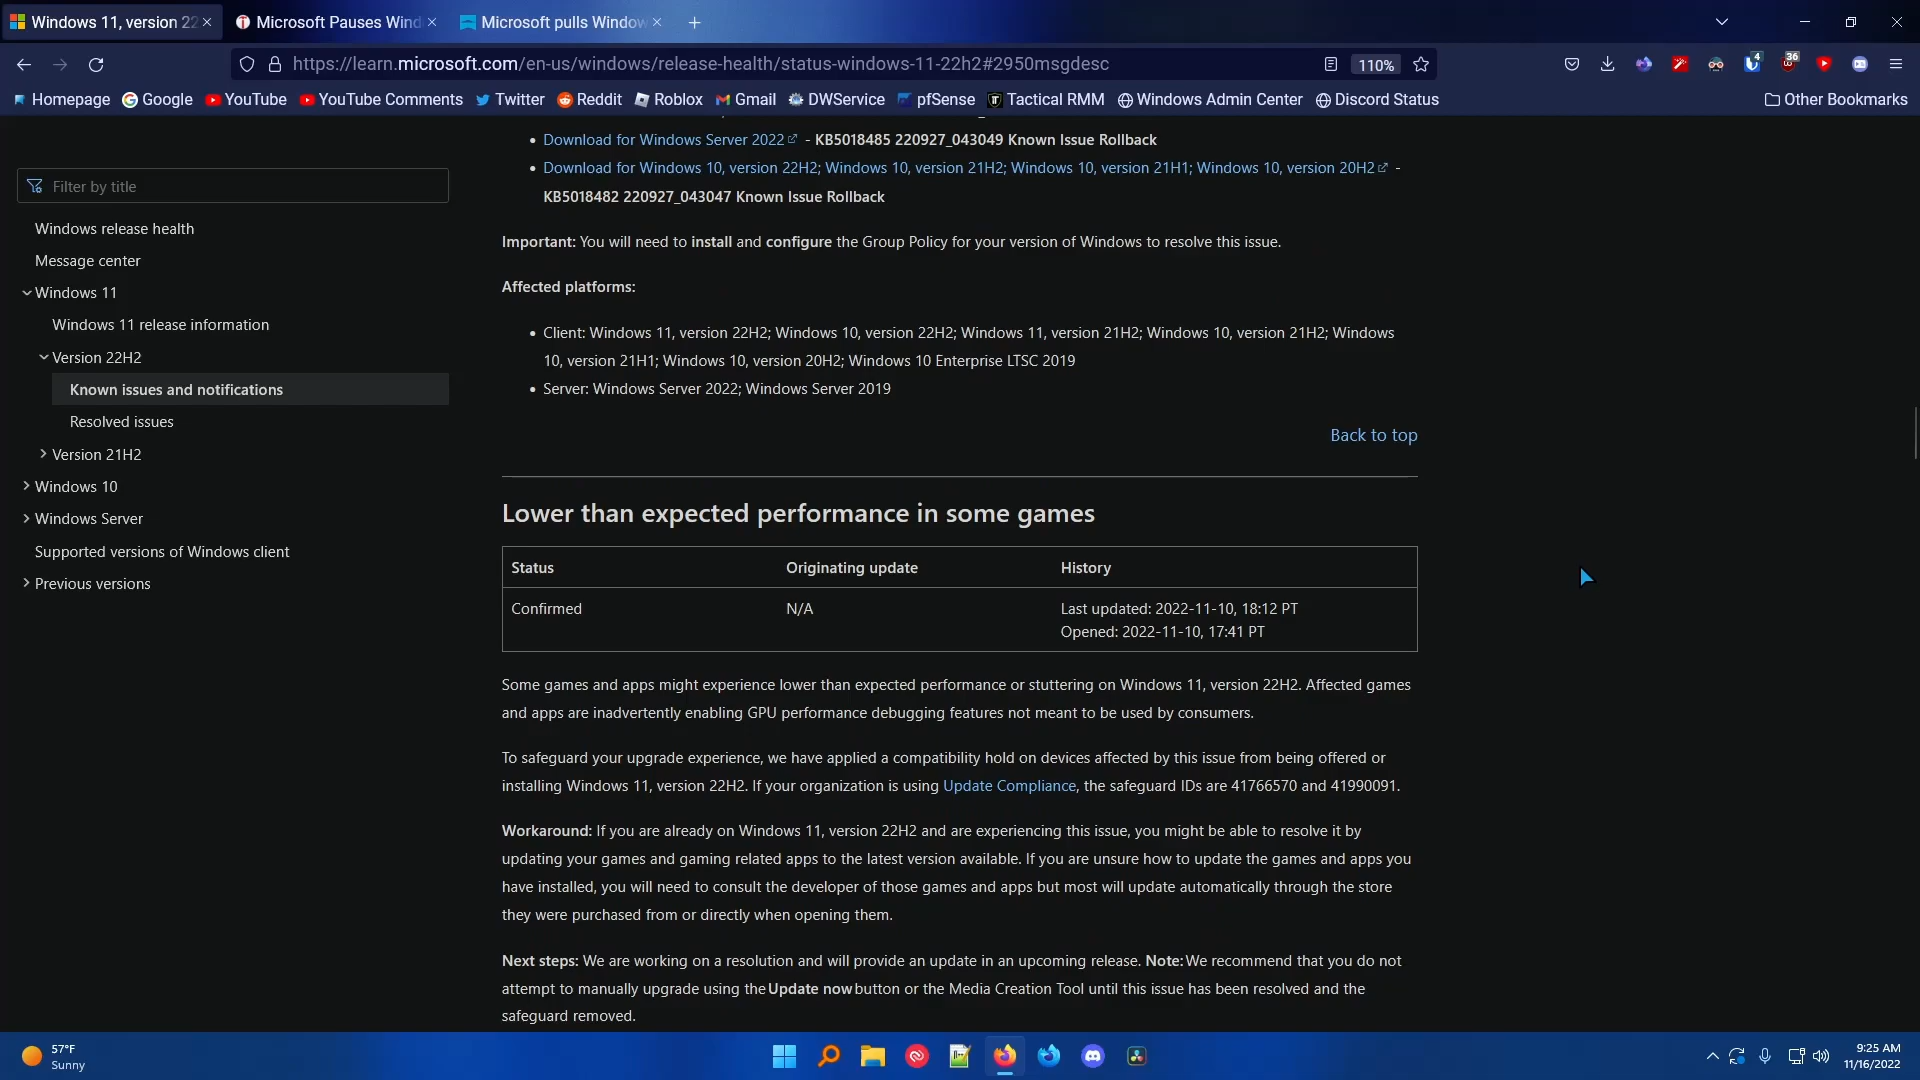 Windows 11, version 22
Microsoft Pauses Wind
Microsoft pulls Window
https://learn.microsoft.com/en-us/windows/release-health/status-windows-11-22h2#2950msgdesc
110%
4
36
Homepage
Google
YouTube
YouTube Comments
Twitter
Reddit
Roblox
Gmail
DWService
pfSense
Tactical RMM
Windows Admin Center
Discord Status
Other Bookmarks
Filter by title
Windows release health
Message center
Windows 11
Windows 11 release information
Version 22H2
Known issues and notifications
Resolved issues
Version 21H2
Windows 10
Windows Server
Supported versions of Windows client
Previous versions
• Download for Windows Server 2022 - KB5018485 220927_043049 Known Issue Rollback
• Download for Windows 10, version 22H2; Windows 10, version 21H2; Windows 10, version 21H1; Windows 10, version 20H2 -
KB5018482 220927_043047 Known Issue Rollback
Important: You will need to install and configure the Group Policy for your version of Windows to resolve this issue.
Affected platforms:
• Client: Windows 11, version 22H2; Windows 10, version 22H2; Windows 11, version 21H2; Windows 10, version 21H2; Windows
10, version 21H1; Windows 10, version 20H2; Windows 10 Enterprise LTSC 2019
• Server: Windows Server 2022; Windows Server 2019
Back to top
Lower than expected performance in some games
Status Originating update History
Confirmed N/A Last updated: 2022-11-10, 18:12 PT
Opened: 2022-11-10, 17:41 PT
Some games and apps might experience lower than expected performance or stuttering on Windows 11, version 22H2. Affected games
and apps are inadvertently enabling GPU performance debugging features not meant to be used by consumers.
To safeguard your upgrade experience, we have applied a compatibility hold on devices affected by this issue from being offered or
installing Windows 11, version 22H2. If your organization is using Update Compliance, the safeguard IDs are 41766570 and 41990091.
Workaround: If you are already on Windows 11, version 22H2 and are experiencing this issue, you might be able to resolve it by
updating your games and gaming related apps to the latest version available. If you are unsure how to update the games and apps you
have installed, you will need to consult the developer of those games and apps but most will update automatically through the store
they were purchased from or directly when opening them.
Next steps: We are working on a resolution and will provide an update in an upcoming release. Note:We recommend that you do not
attempt to manually upgrade using the Update now button or the Media Creation Tool until this issue has been resolved and the
safeguard removed.
57°F
Sunny
9:25 AM
11/16/2022